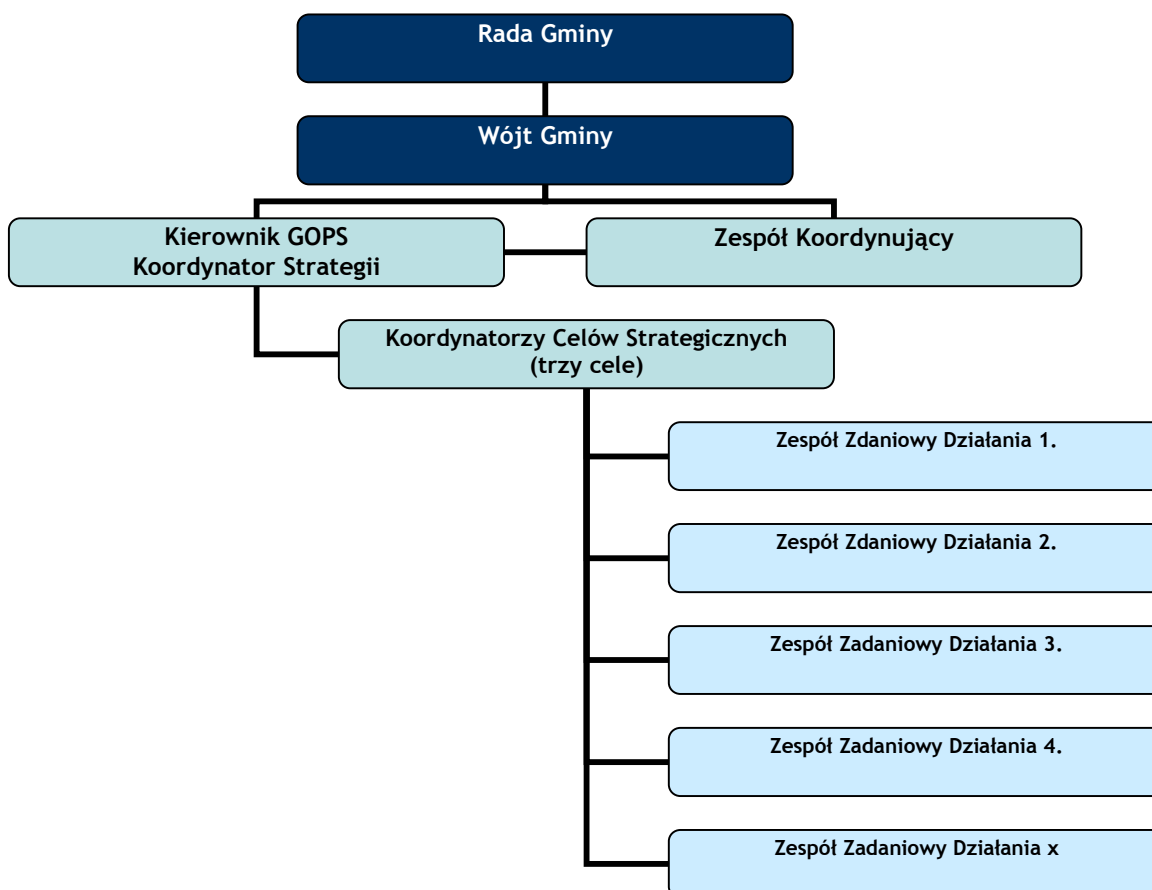 Rada Gminy
Wójt Gminy
Kierownik GOPS
Koordynator Strategii
Zespół Koordynujący
Koordynatorzy Celów Strategicznych
(trzy cele)
Zespół Zdaniowy Działania 1.
Zespół Zdaniowy Działania 2.
Zespół Zadaniowy Działania 3.
Zespół Zadaniowy Działania 4.
Zespół Zadaniowy Działania x